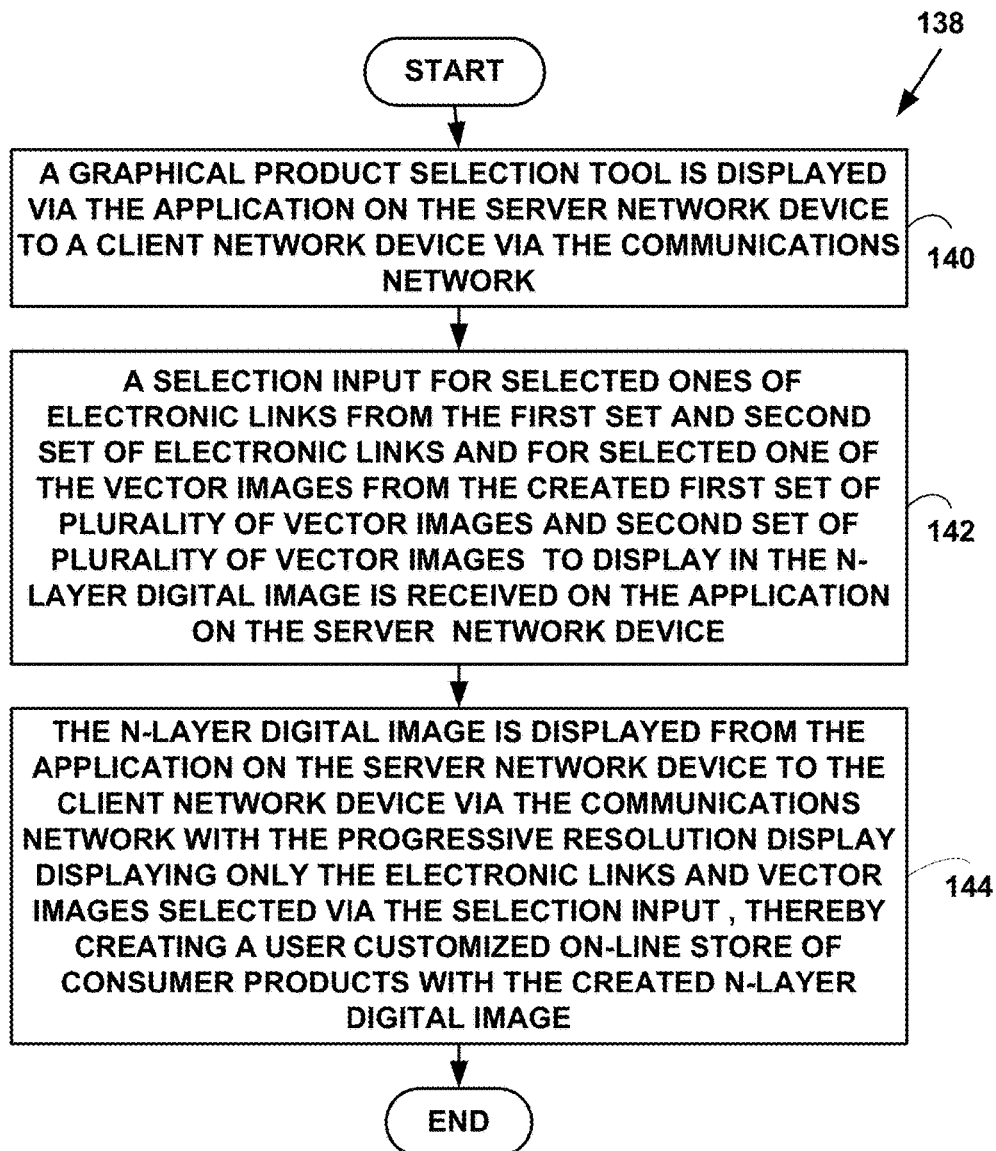 138
START
A GRAPHICAL PRODUCT SELECTION TOOL IS DISPLAYED
VIA THE APPLICATION ON THE SERVER NETWORK DEVICE
TO A CLIENT NETWORK DEVICE VIA THE COMMUNICATIONS
NETWORK
140
A SELECTION INPUT FOR SELECTED ONES OF
ELECTRONIC LINKS FROM THE FIRST SET AND SECOND
SET OF ELECTRONIC LINKS AND FOR SELECTED ONE OF
THE VECTOR IMAGES FROM THE CREATED FIRST SET OF
PLURALITY OF VECTOR IMAGES AND SECOND SET OF
PLURALITY OF VECTOR IMAGES TO DISPLAY IN THE N-
LAYER DIGITAL IMAGE IS RECEIVED ON THE APPLICATION
ON THE SERVER NETWORK DEVICE
142
THE N-LAYER DIGITAL IMAGE IS DISPLAYED FROM THE
APPLICATION ON THE SERVER NETWORK DEVICE TO THE
CLIENT NETWORK DEVICE VIA THE COMMUNICATIONS
NETWORK WITH THE PROGRESSIVE RESOLUTION DISPLAY
DISPLAYING ONLY THE ELECTRONIC LINKS AND VECTOR
IMAGES SELECTED VIA THE SELECTION INPUT , THEREBY
CREATING A USER CUSTOMIZED ON-LINE STORE OF
CONSUMER PRODUCTS WITH THE CREATED N-LAYER
DIGITAL IMAGE
144
END